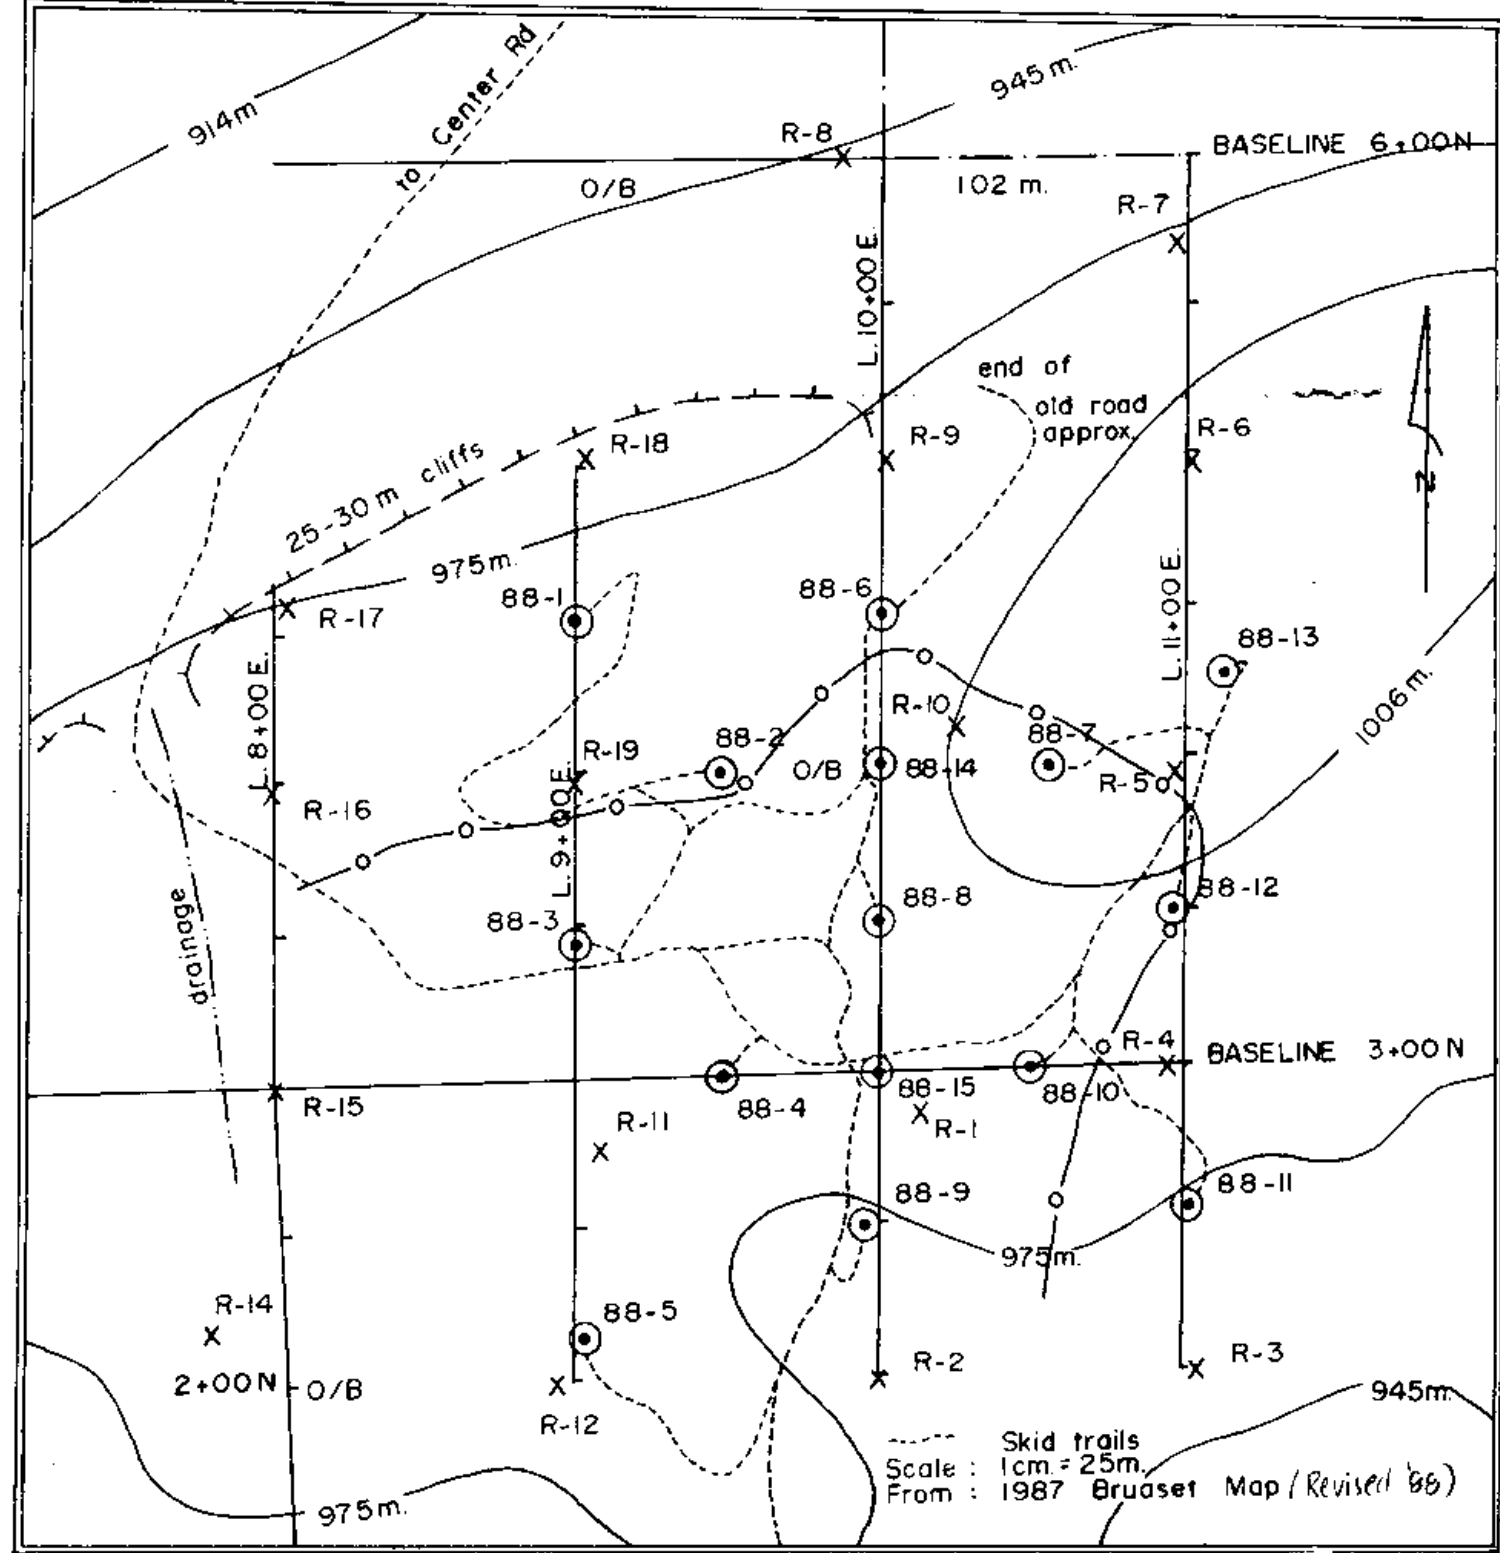 to Center Rd
914m
945m.
R-8
BASELINE 6+00N
O/B
102 m.
R-7
L.10+00E
end of
old road
approx.
R-18
R-9
R-6
25-30m cliffs
N
975m.
L.11+00E
88-1
88-6
R-17
88-13
L.8+00E
R-10
1006m.
88-2
88-7
R-19
O/B
88-14
R-5
R-16
L.9+00E
88-12
88-8
88-3
drainage
R-4
BASELINE 3+00N
88-15
88-10
R-15
88-4
R-11
R-1
88-9
88-11
975m.
R-14
88-5
R-2
R-3
2+00N
O/B
945m.
R-12
Skid trails
Scale : 1cm.= 25m.
From : 1987 Bruaset Map (Revised '88)
975m.